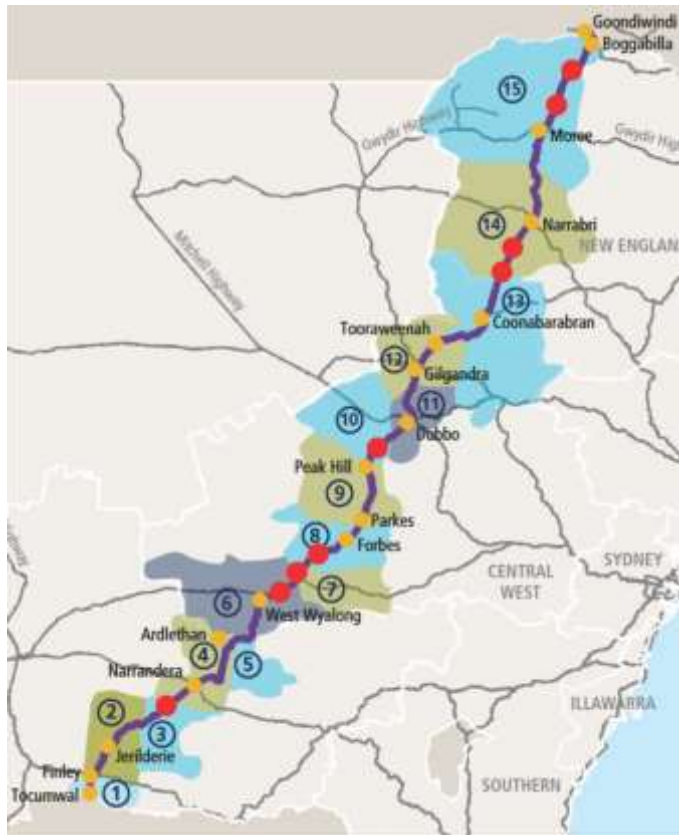 Goondiwindi
Boggabilla
15
Gwydir Highway
Moree
Gwydir Hig
14
Narrabri
NEW ENGLAND
Mitchell Highway
13
Coonabarabran
Tooraweenah
12
Gilgandra
11
10
Dubbo
Peak Hill
9
Parkes
8
Forbes
SYDNEY
CENTRAL
WEST
7
6
West Wyalong
Ardlethan
4
5
Narrandera
ILLAWARRA
2
3
Jerilderie
Finley
Tocumwal
1
SOUTHERN